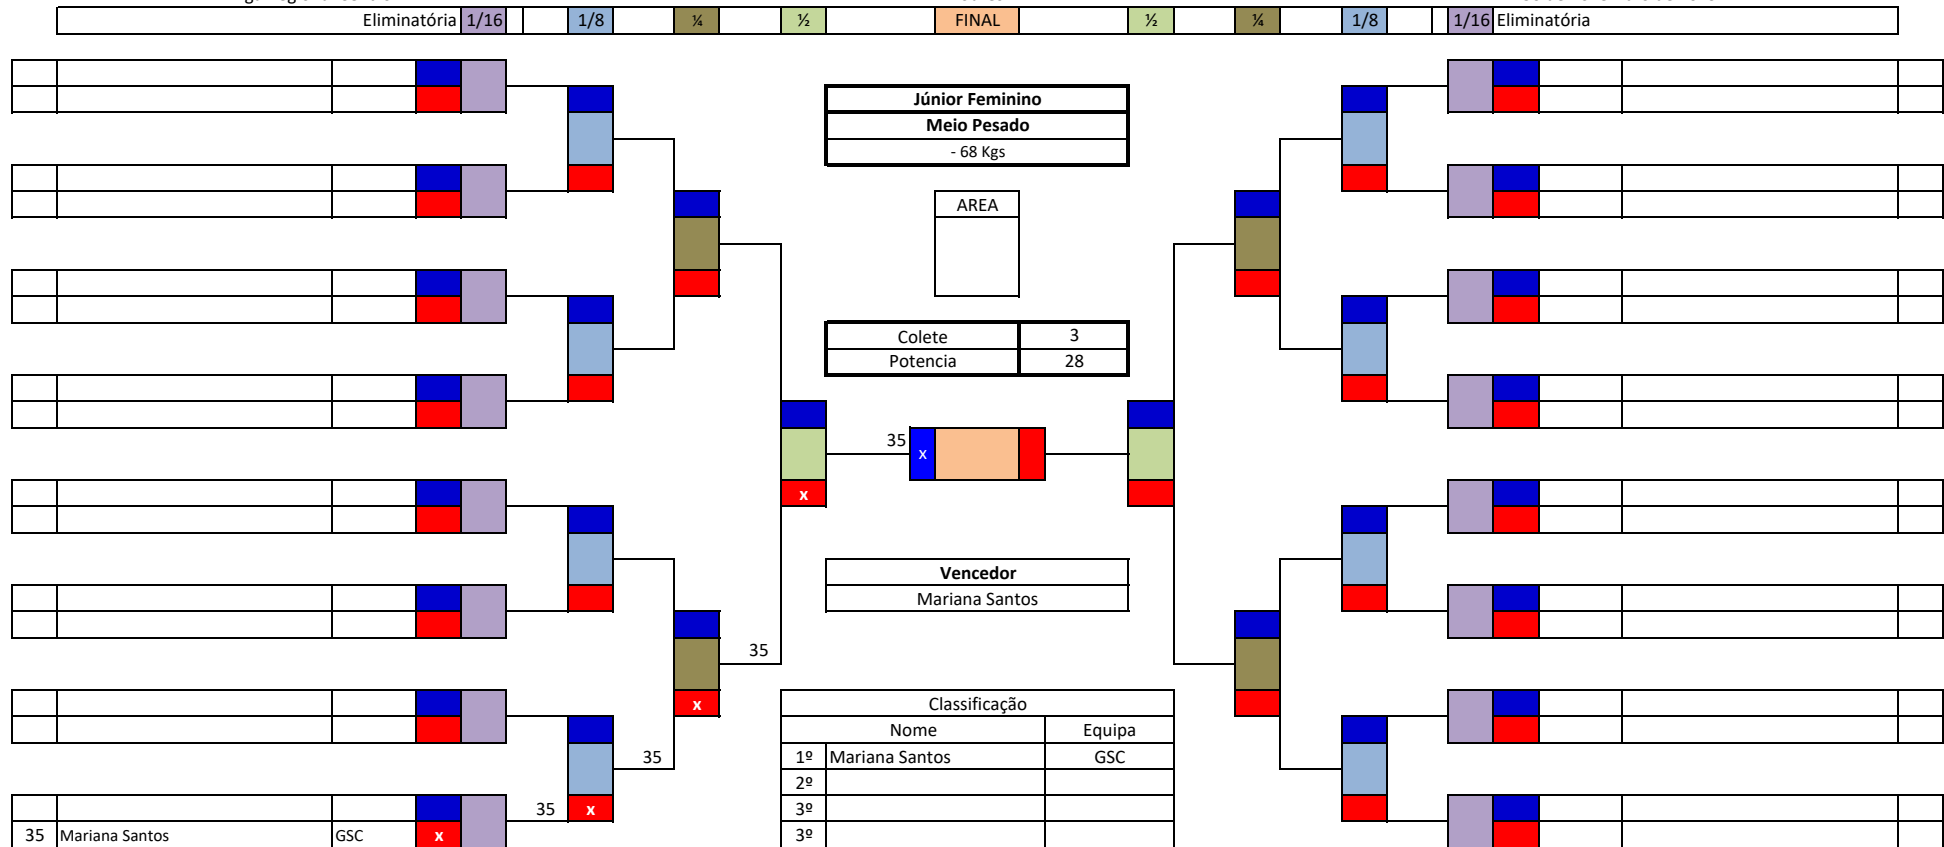 Eliminatória 1/16 1/8 ¼ ½ FINAL ½ ¼ 1/8 1/16 Eliminatória
Júnior Feminino
Meio Pesado
- 68 Kgs
AREA
Colete 3
Potencia 28
35 x
x
Vencedor
Mariana Santos
35
x
Classificação
Nome Equipa
35
1º Mariana Santos GSC
2º
35 x
3º
35 Mariana Santos GSC x
3º